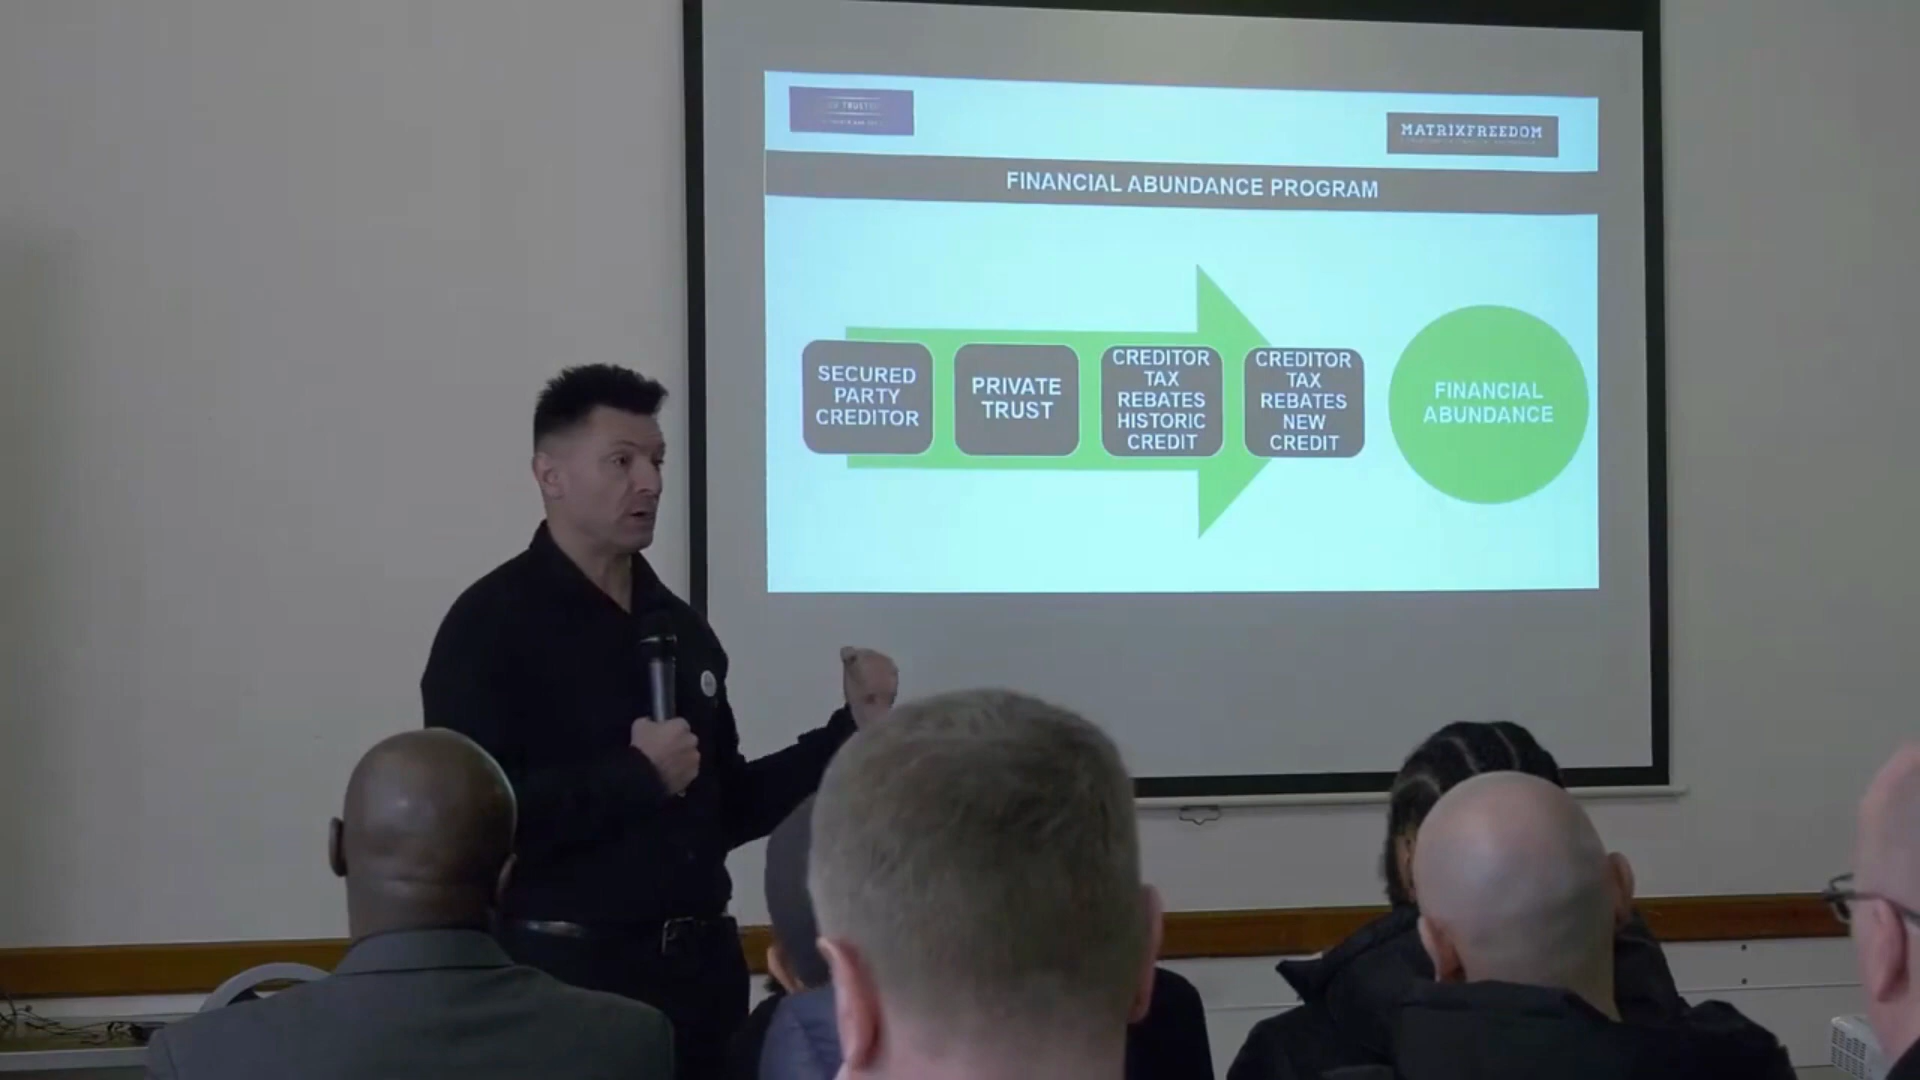 TRUST
MATRIXFREEDOM
FINANCIAL ABUNDANCE PROGRAM
SECURED
PARTY
CREDITOR
PRIVATE
TRUST
CREDITOR
TAX
REBATES
HISTORIC
CREDIT
CREDITOR
TAX
REBATES
NEW
CREDIT
FINANCIAL
ABUNDANCE